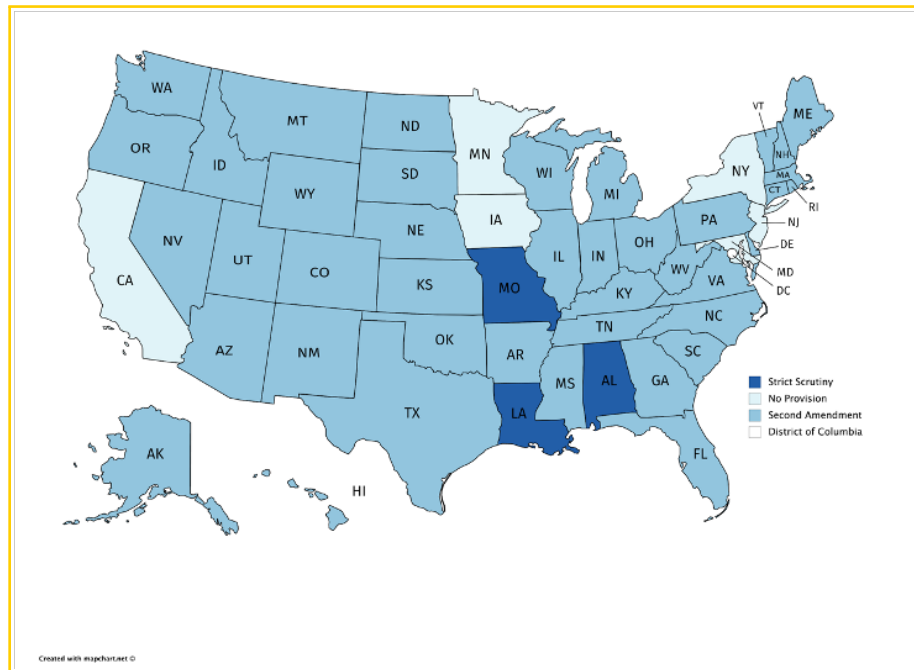 WA
MT
ND
MN
VT
ME
OR
ID
SD
WI
MI
NY
NH
MA
CT
RI
WY
NE
IA
PA
NJ
NV
UT
CO
IL
IN
OH
DE
CA
KS
MO
WV
VA
MD
DC
KY
AZ
NM
OK
AR
TN
NC
SC
MS
AL
GA
TX
LA
FL
AK
HI
Strict Scrutiny
No Provision
Second Amendment
District of Columbia
Created with mapchart.net ©